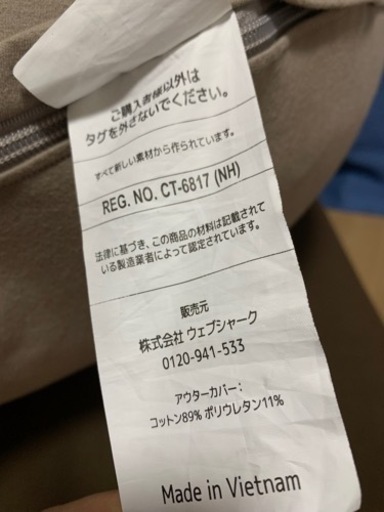 ご購入者様以外は
タグを外さないでください。
すべて新しい素材から作られています。
REG. NO. CT-6817 (NH)
法律に基づき、この商品の材料は記載されて
いる製造業者によって認定されています。
販売元
株式会社 ウェブシャーク
0120-941-533
アウターカバー：
コットン89% ポリウレタン11%
Made in Vietnam